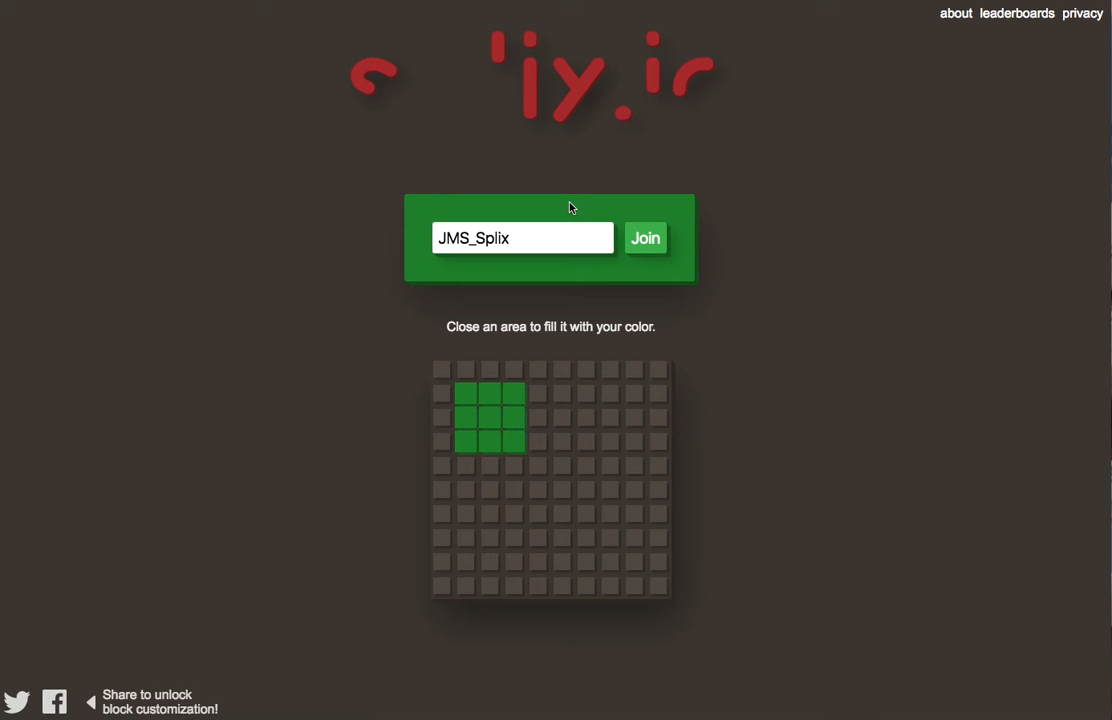 about leaderboards privacy
JMS_Splix
Join
Close an area to fill it with your color.
Share to unlock
block customization!